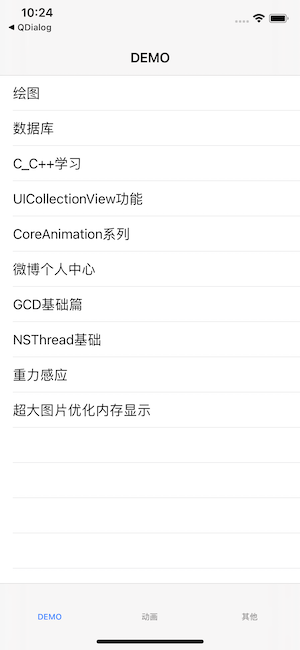 10:24
◀ QDialog
DEMO
绘图
数据库
C_C++学习
UICollectionView功能
CoreAnimation系列
微博个人中心
GCD基础篇
NSThread基础
重力感应
超大图片优化内存显示
DEMO
动画
其他